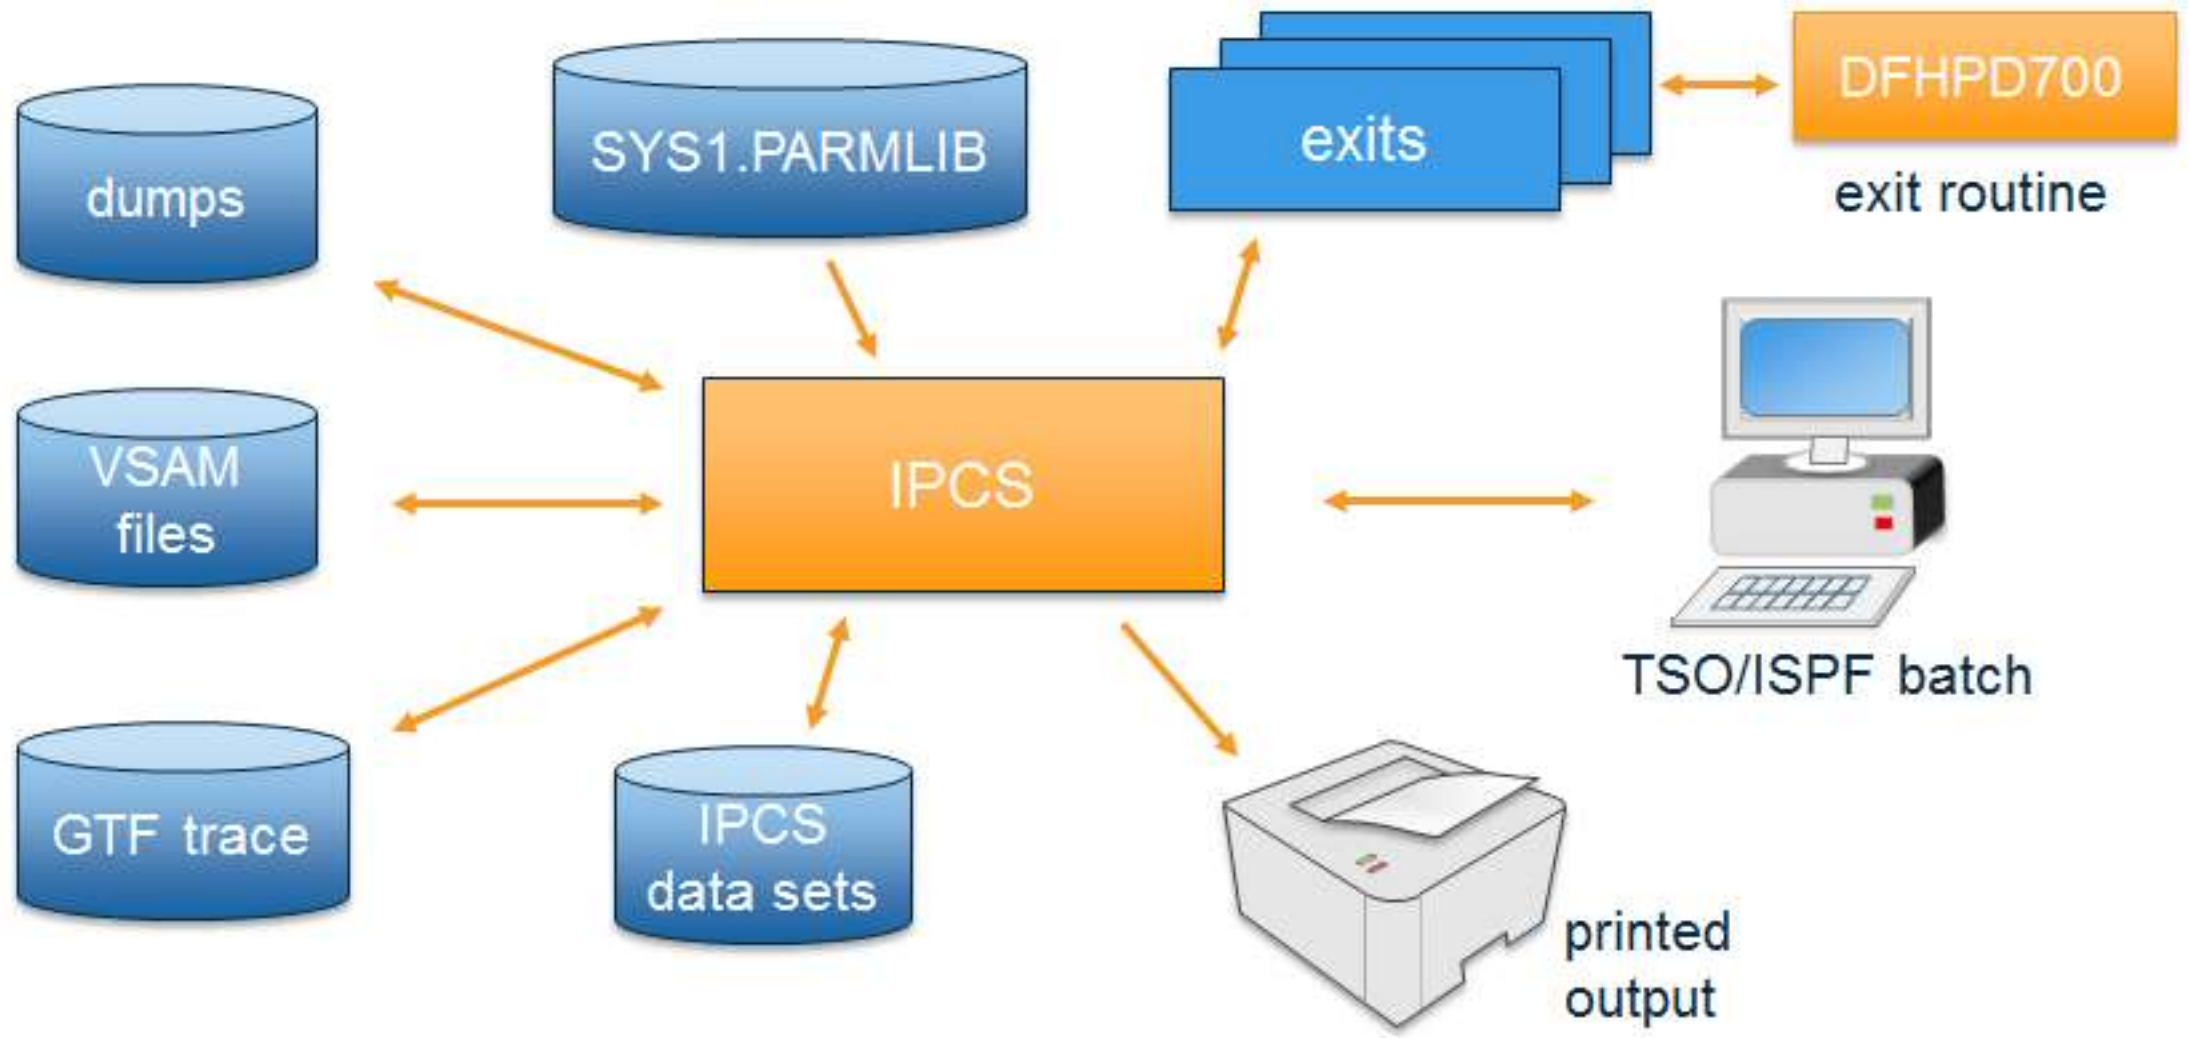 dumps
SYS1.PARMLIB
exits
DFHPD700
exit routine
VSAM
files
IPCS
TSO/ISPF batch
GTF trace
IPCS
data sets
printed
output